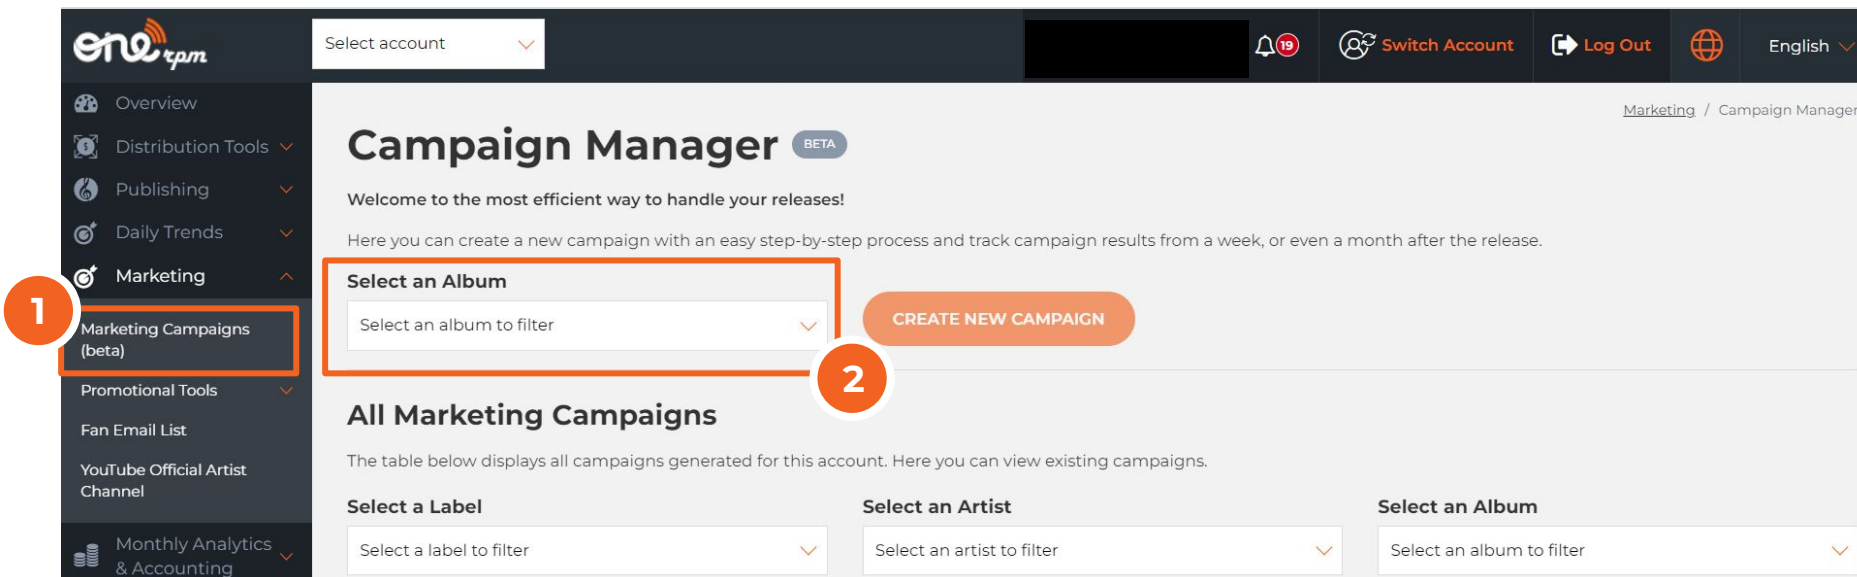 one rpm
Select account
19
Switch Account
Log Out
English
Overview
Distribution Tools
Publishing
Daily Trends
Marketing
1
Marketing Campaigns
(beta)
Promotional Tools
Fan Email List
YouTube Official Artist
Channel
Monthly Analytics
& Accounting
Marketing / Campaign Manager
Campaign Manager BETA
Welcome to the most efficient way to handle your releases!
Here you can create a new campaign with an easy step-by-step process and track campaign results from a week, or even a month after the release.
Select an Album
Select an album to filter
CREATE NEW CAMPAIGN
2
All Marketing Campaigns
The table below displays all campaigns generated for this account. Here you can view existing campaigns.
Select a Label
Select a label to filter
Select an Artist
Select an artist to filter
Select an Album
Select an album to filter